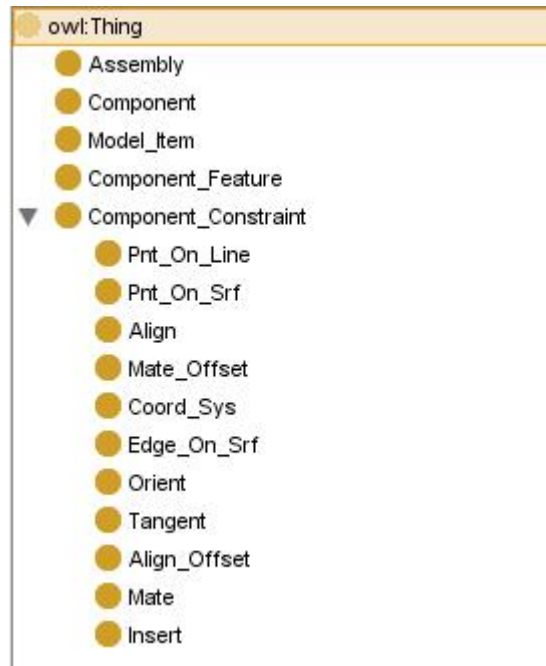 owl:Thing
Assembly
Component
Model_Item
Component_Feature
Component_Constraint
Pnt_On_Line
Pnt_On_Srf
Align
Mate_Offset
Coord_Sys
Edge_On_Srf
Orient
Tangent
Align_Offset
Mate
Insert